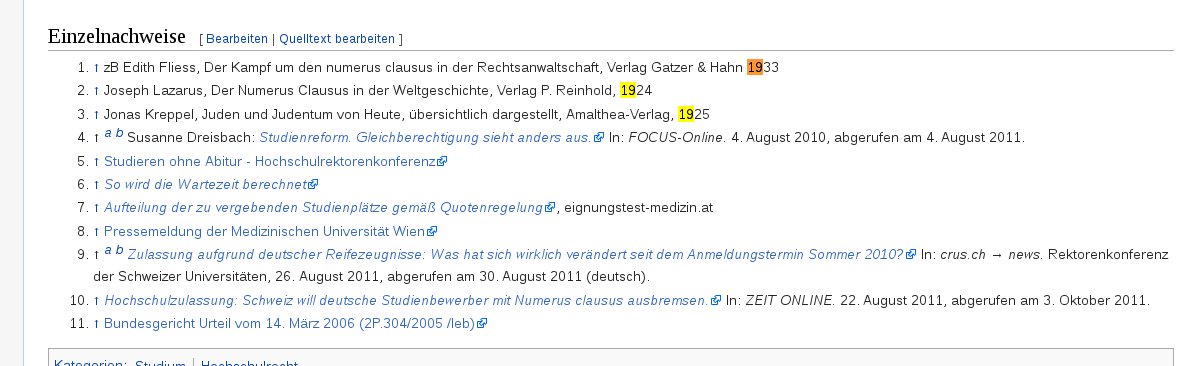 Einzelnachweise [ Bearbeiten | Quelltext bearbeiten ]
1. ↑ zB Edith Fliess, Der Kampf um den numerus clausus in der Rechtsanwaltschaft, Verlag Gatzer & Hahn 1933
2. ↑ Joseph Lazarus, Der Numerus Clausus in der Weltgeschichte, Verlag P. Reinhold, 1924
3. ↑ Jonas Kreppel, Juden und Judentum von Heute, übersichtlich dargestellt, Amalthea-Verlag, 1925
4. ↑ a b Susanne Dreisbach: Studienreform. Gleichberechtigung sieht anders aus. In: FOCUS-Online. 4. August 2010, abgerufen am 4. August 2011.
5. ↑ Studieren ohne Abitur - Hochschulrektorenkonferenz
6. ↑ So wird die Wartezeit berechnet
7. ↑ Aufteilung der zu vergebenden Studienplätze gemäß Quotenregelung, eignungstest-medizin.at
8. ↑ Pressemeldung der Medizinischen Universität Wien
9. ↑ a b Zulassung aufgrund deutscher Reifezeugnisse: Was hat sich wirklich verändert seit dem Anmeldungstermin Sommer 2010? In: crus.ch → news. Rektorenkonferenz
der Schweizer Universitäten, 26. August 2011, abgerufen am 30. August 2011 (deutsch).
10. ↑ Hochschulzulassung: Schweiz will deutsche Studienbewerber mit Numerus clausus ausbremsen. In: ZEIT ONLINE. 22. August 2011, abgerufen am 3. Oktober 2011.
11. ↑ Bundesgericht Urteil vom 14. März 2006 (2P.304/2005 /leb)
Kategorien: Studium | Hochschulrecht